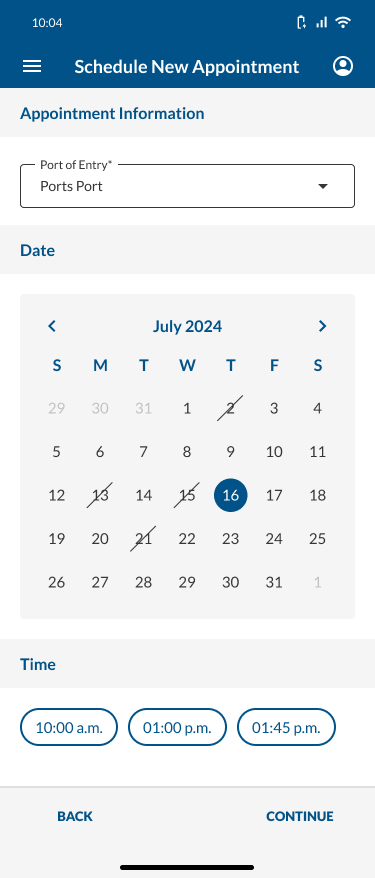 10:04
Schedule New Appointment
Appointment Information
Port of Entry*
Ports Port
Date
July 2024
S M T W T F S
29 30 31 1 2 3 4
5 6 7 8 9 10 11
12 13 14 15 16 17 18
19 20 21 22 23 24 25
26 27 28 29 30 31 1
Time
10:00 a.m. 01:00 p.m. 01:45 p.m.
BACK CONTINUE